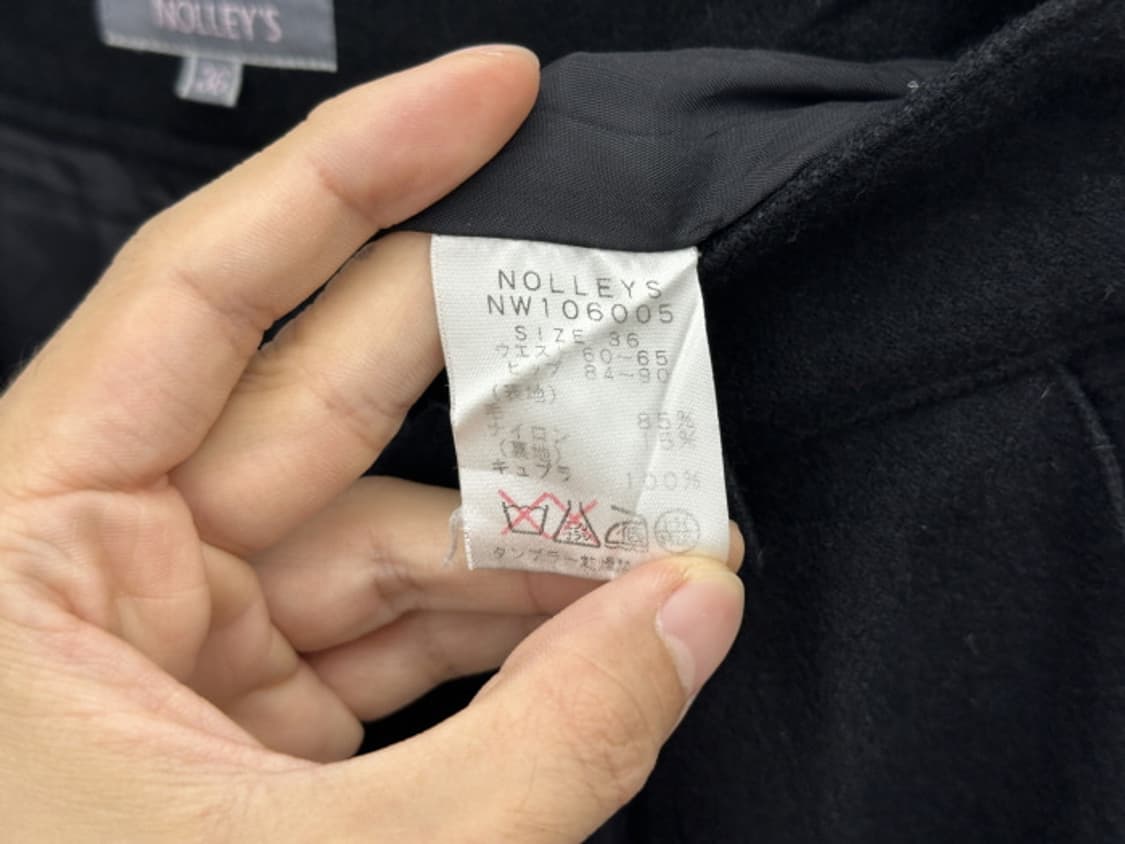 NOLLEY'S
36
NOLLEYS
NW106005
SIZE 36
ウエスト 60~65
ヒップ 84~90
(表地)
毛 85%
ナイロン
(裏地)
キュプラ 100%
タンブラー乾燥禁